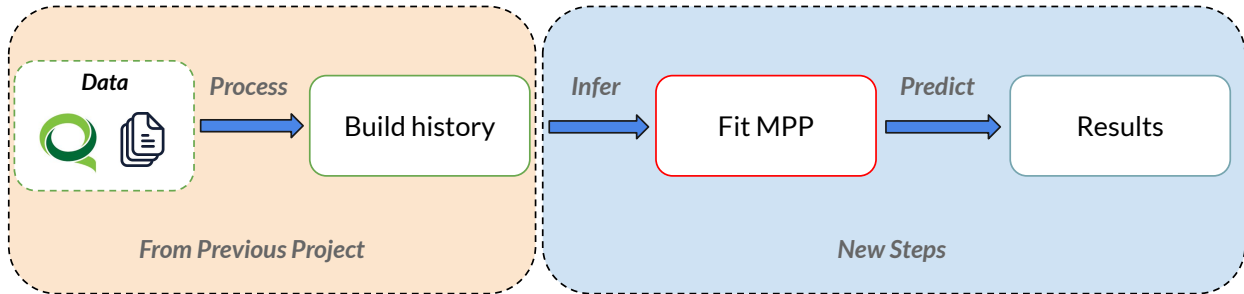 Data
Process
Build history
Infer
Fit MPP
Predict
Results
From Previous Project
New Steps